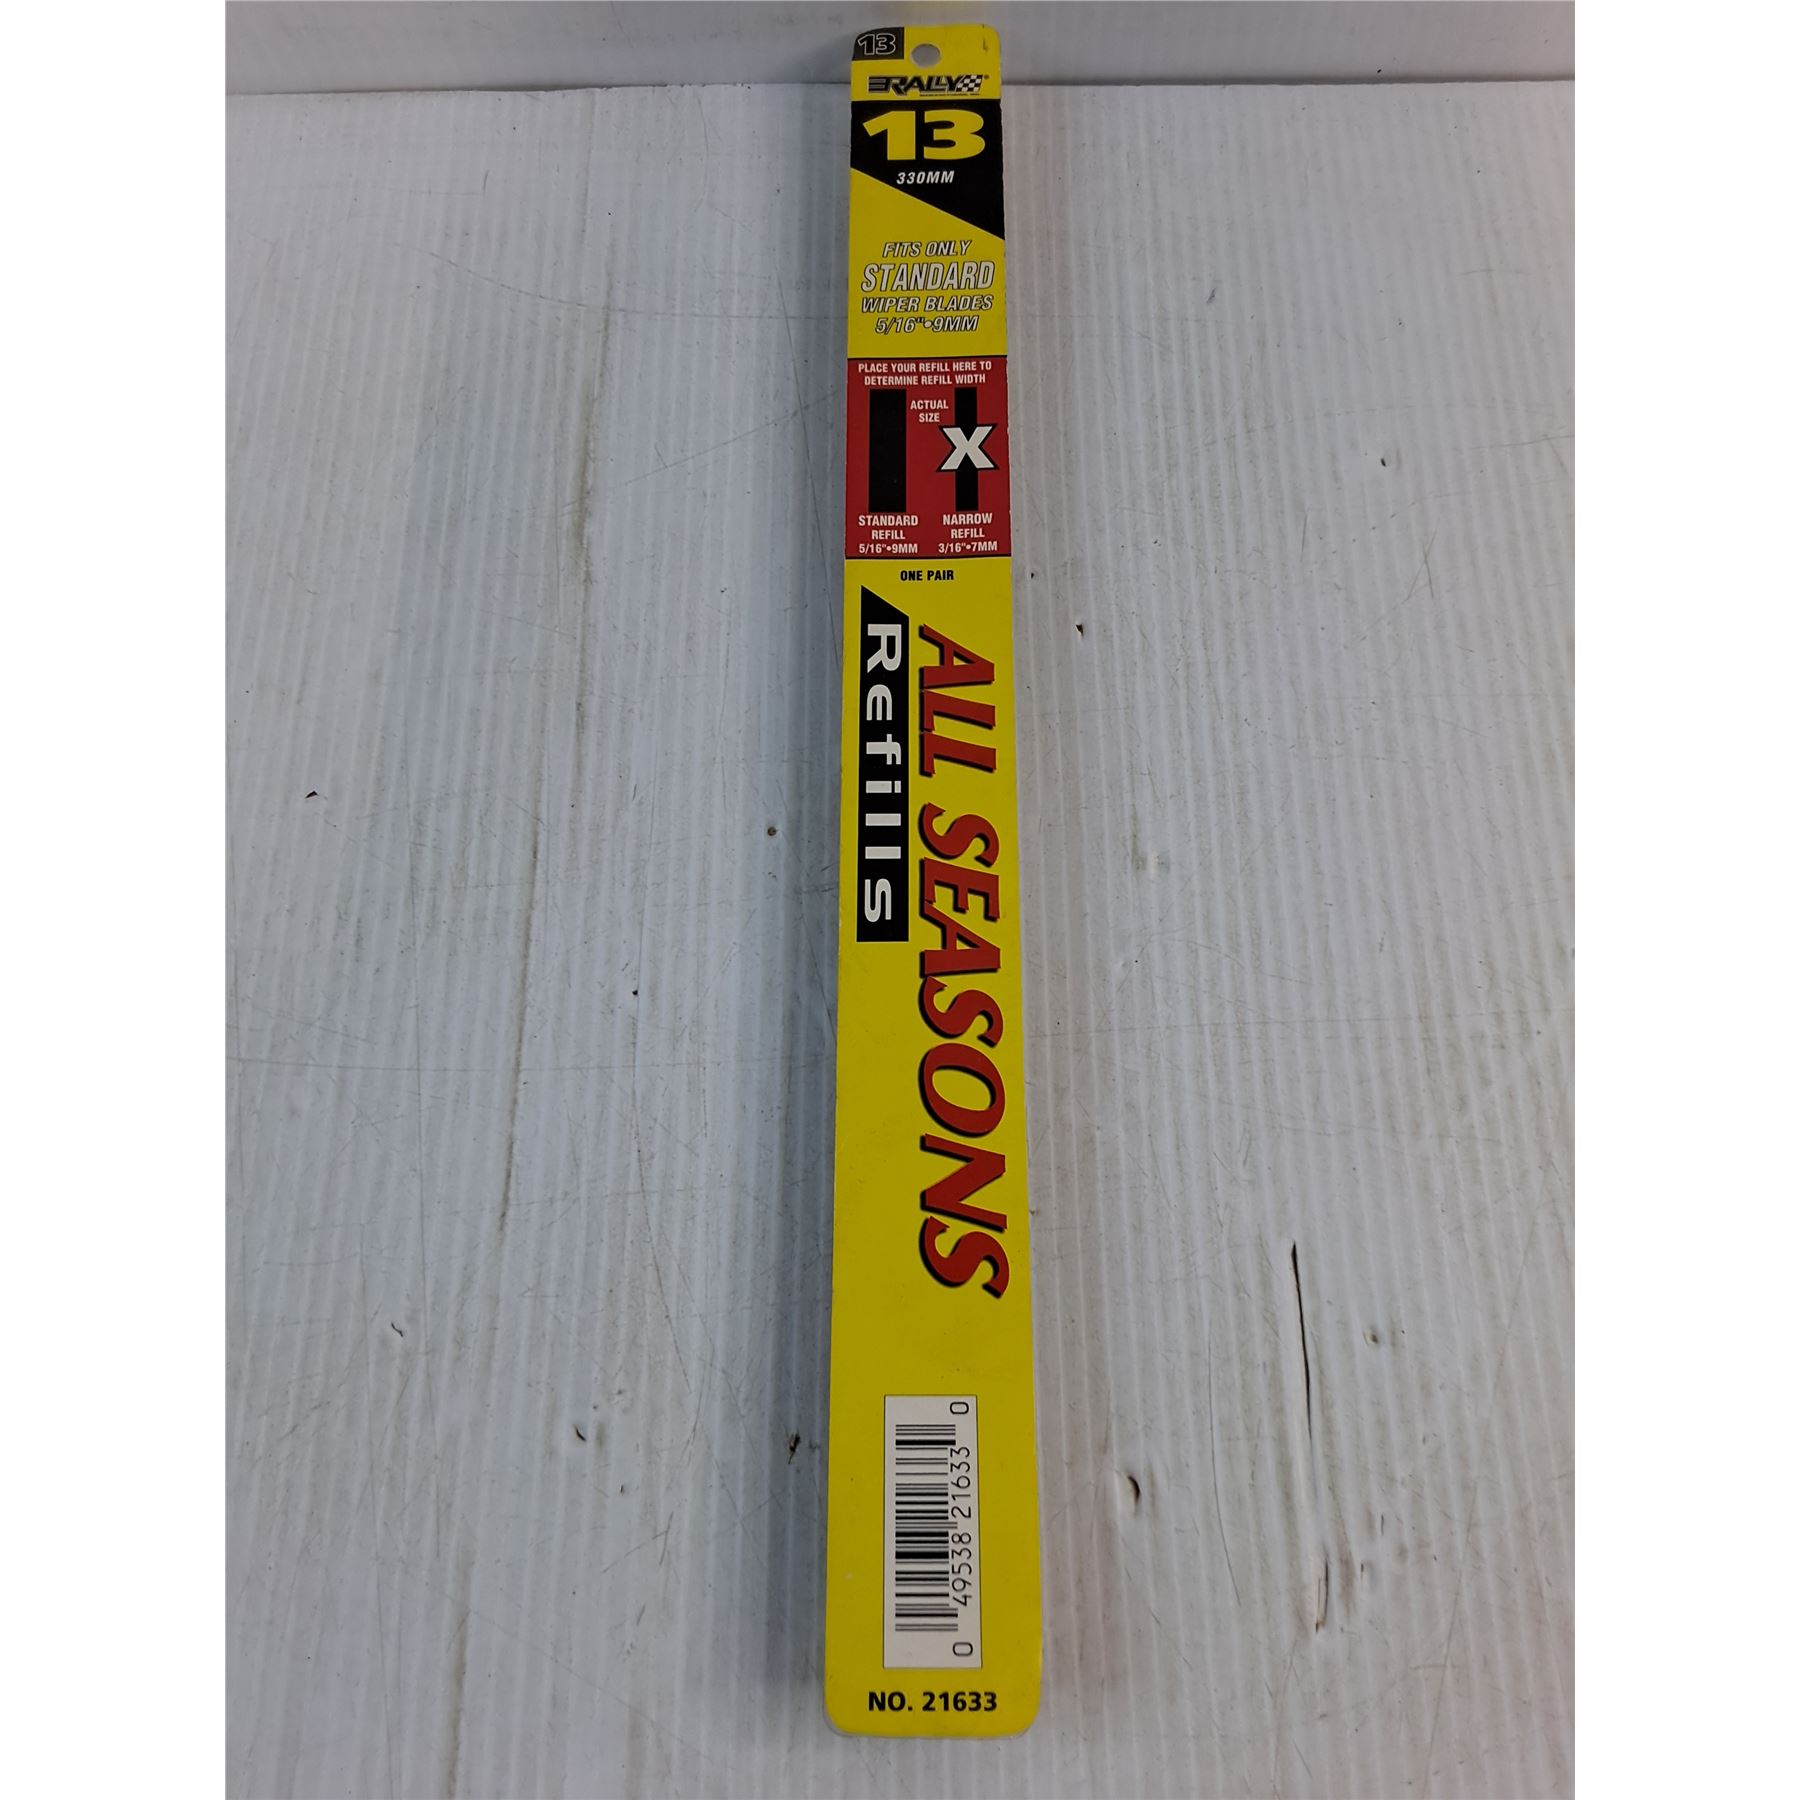 13
RALLY
13
330MM
FITS ONLY
STANDARD
WIPER BLADES
5/16"•9MM
PLACE YOUR REFILL HERE TO
DETERMINE REFILL WIDTH
ACTUAL
SIZE
X
STANDARD
REFILL
5/16"•9MM
NARROW
REFILL
3/16"•7MM
ONE PAIR
ALL SEASONS
Refills
0 49538 21633 0
NO. 21633